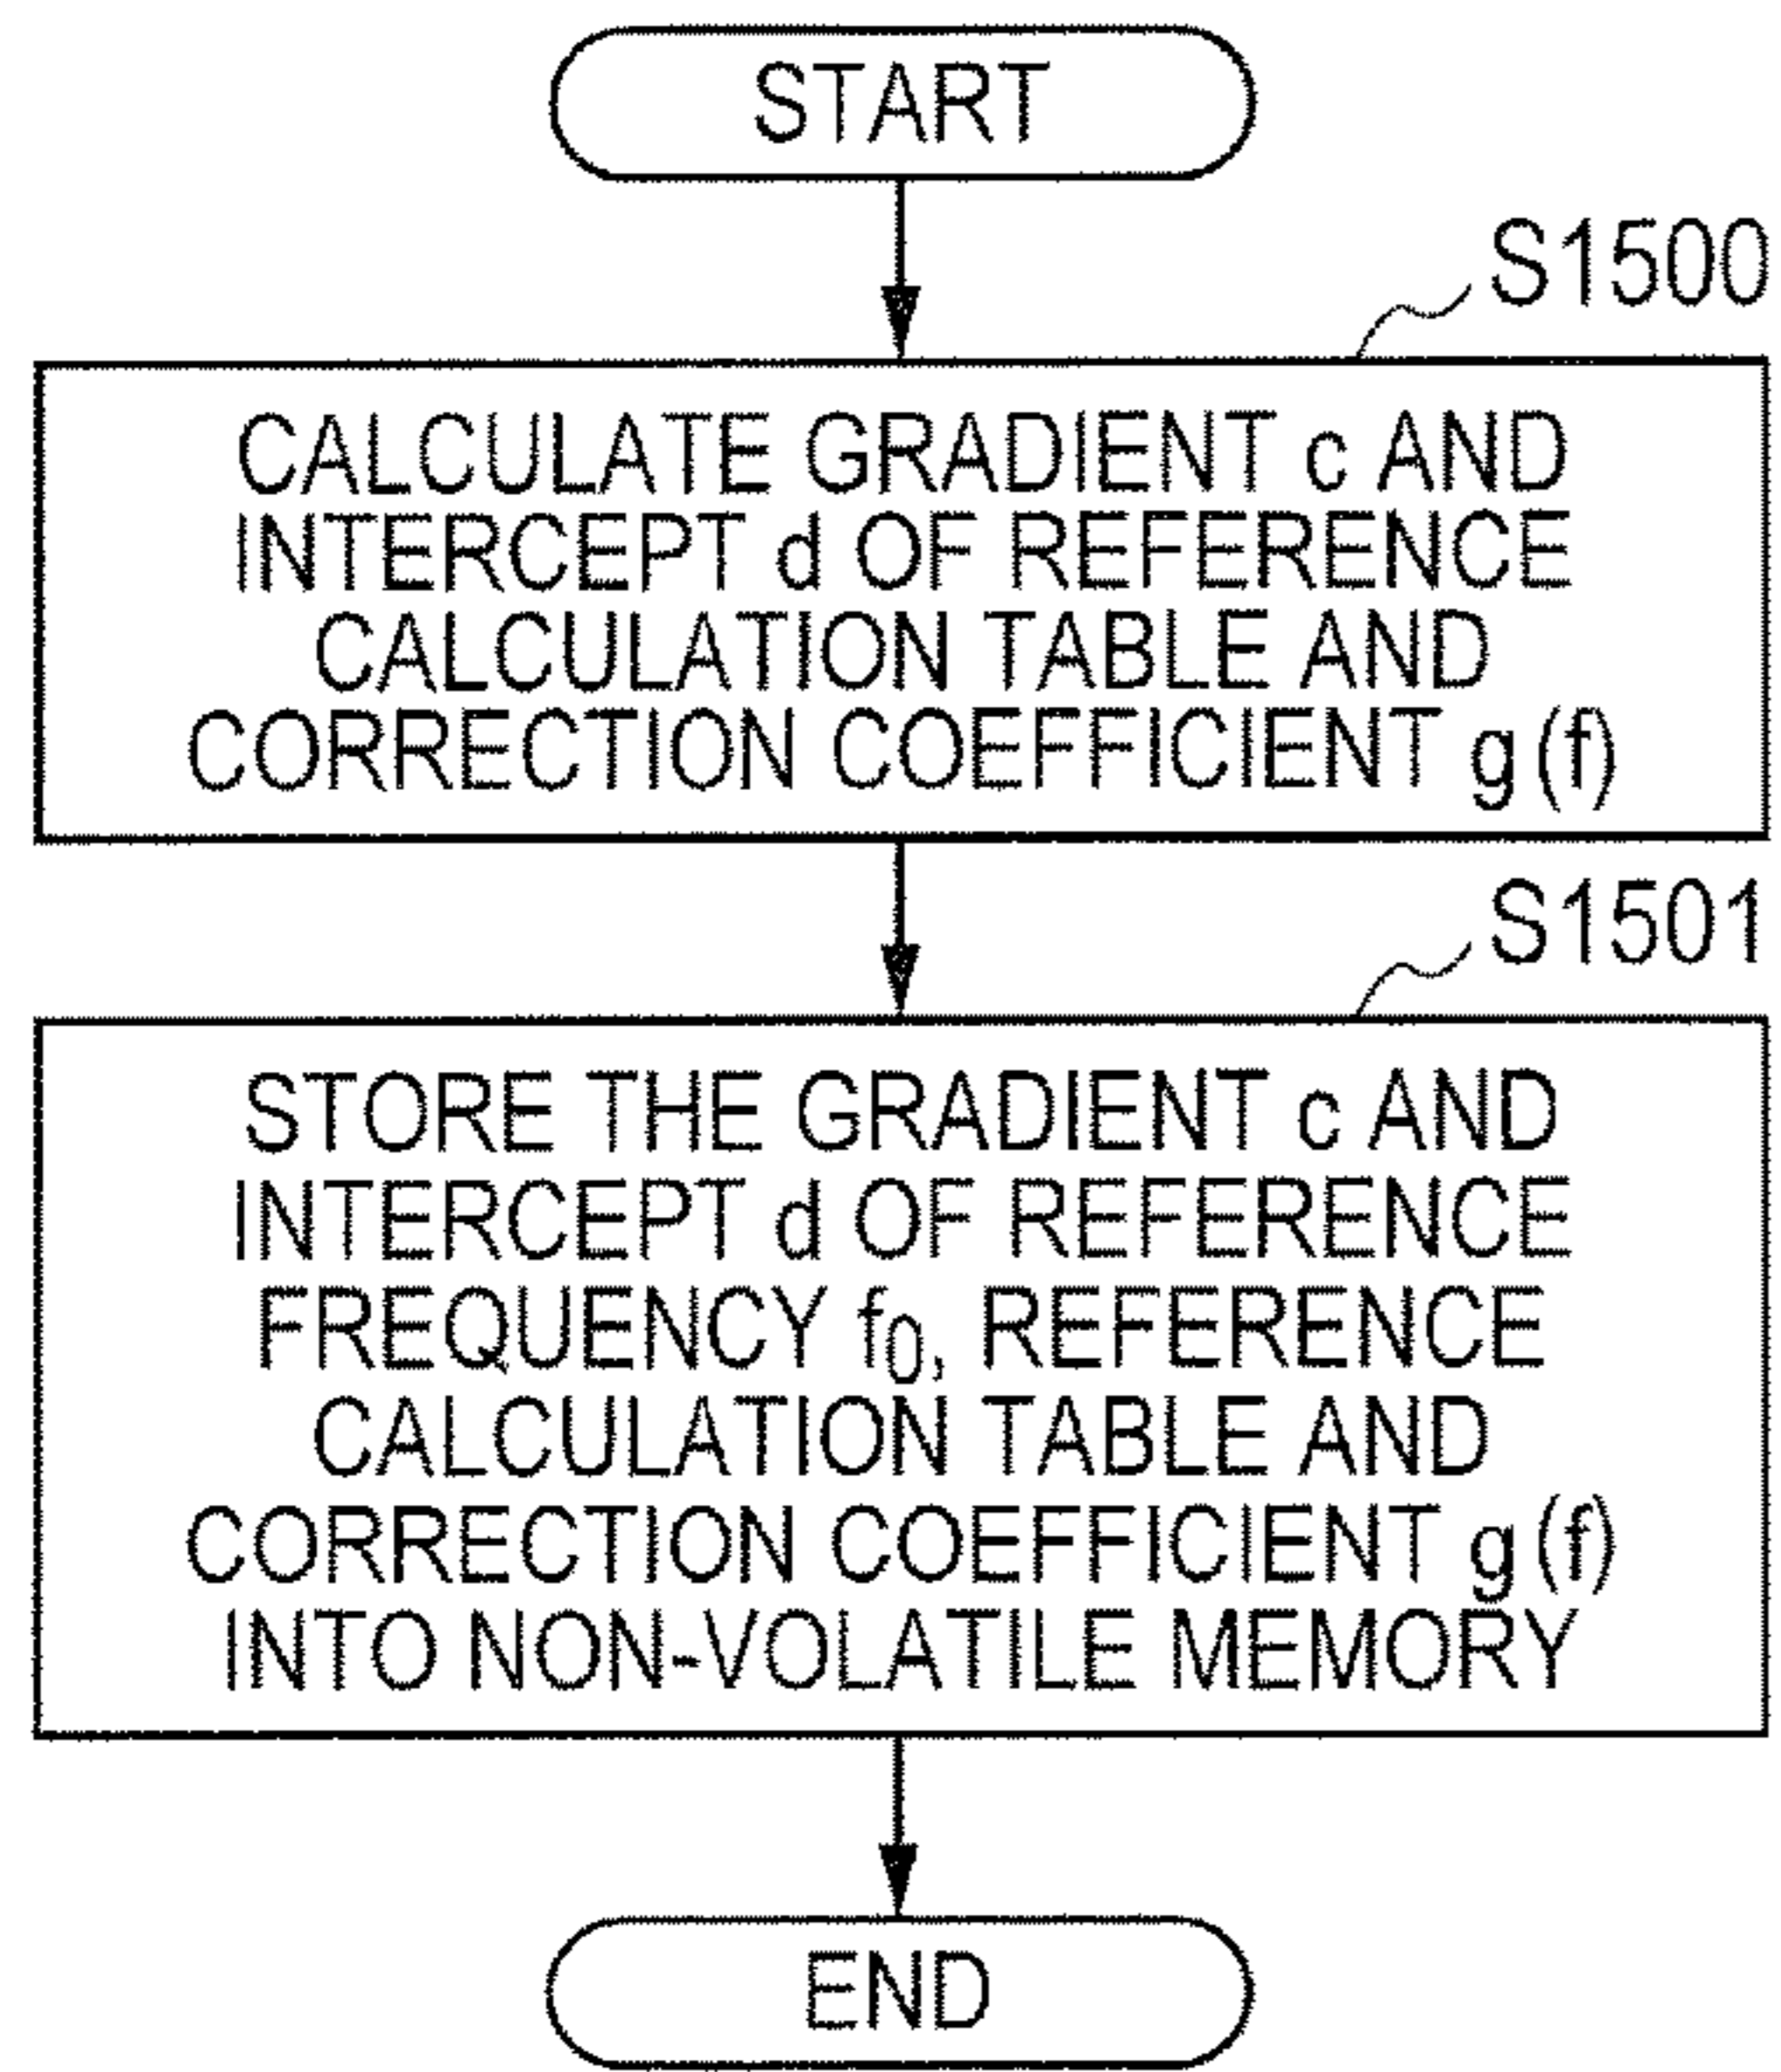 START
S1500
CALCULATE GRADIENT c AND
INTERCEPT d OF REFERENCE
CALCULATION TABLE AND
CORRECTION COEFFICIENT g(f)
S1501
STORE THE GRADIENT c AND
INTERCEPT d OF REFERENCE
FREQUENCY f₀, REFERENCE
CALCULATION TABLE AND
CORRECTION COEFFICIENT g(f)
INTO NON-VOLATILE MEMORY
END